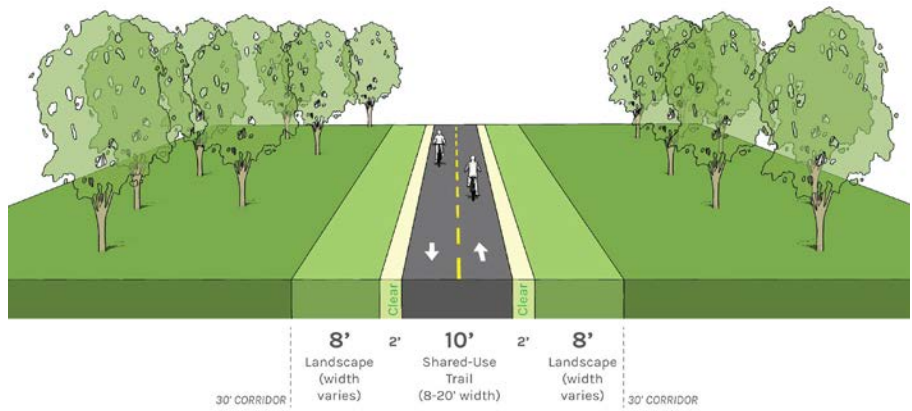 Clear
Clear
8’
2’
10’
2’
8’
Landscape
(width
varies)
Shared-Use
Trail
(8-20’ width)
Landscape
(width
varies)
30’ CORRIDOR
30’ CORRIDOR